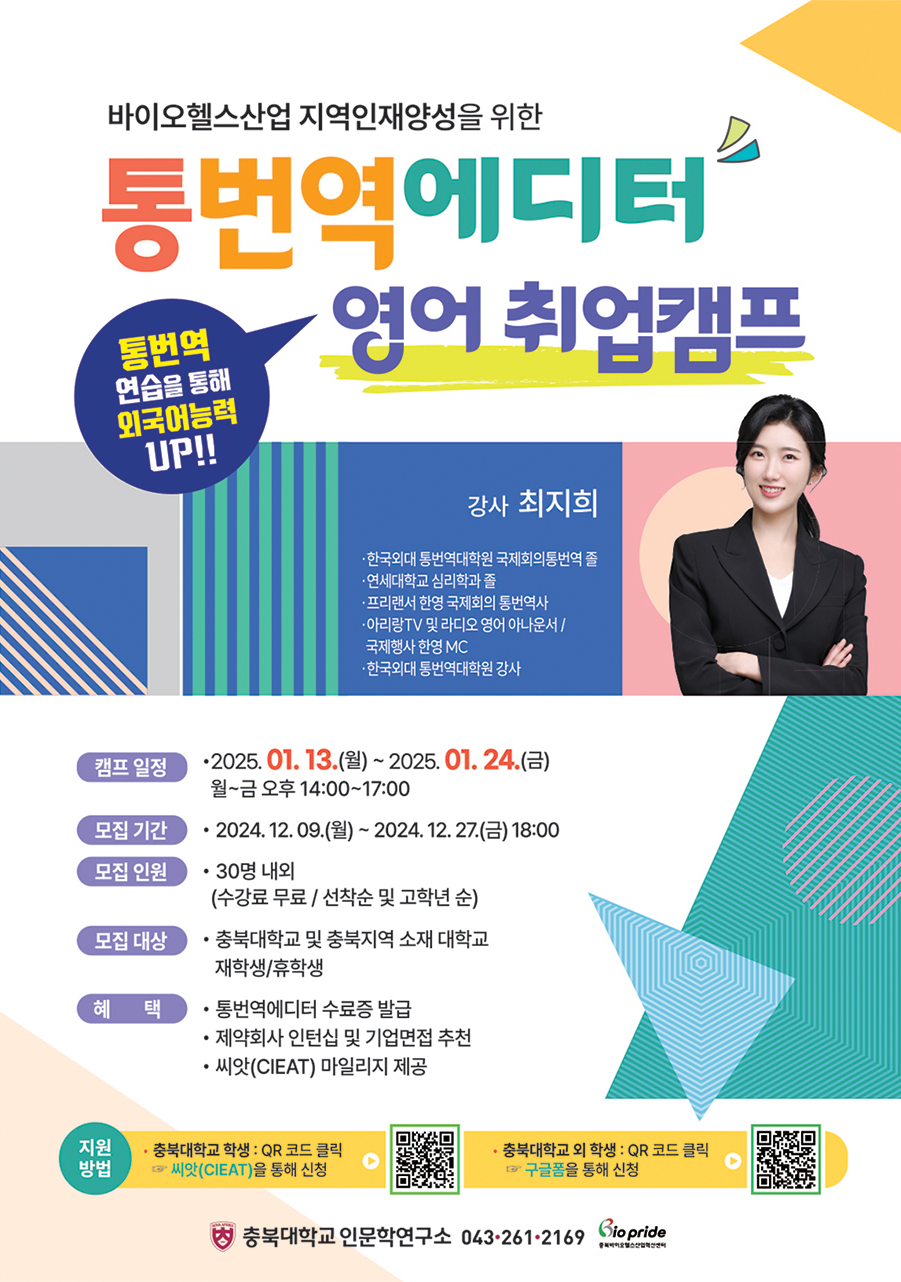 바이오헬스산업 지역인재양성을 위한
통번역에디터
영어 취업캠프
통번역
연습을 통해
외국어능력
UP!!
강사 최지희
·한국외대 통번역대학원 국제회의통번역 졸
·연세대학교 심리학과 졸
·프리랜서 한영 국제회의 통번역사
·아리랑TV 및 라디오 영어 아나운서 /
국제행사 한영 MC
·한국외대 통번역대학원 강사
캠프 일정 •2025. 01. 13.(월) ~ 2025. 01. 24.(금)
월~금 오후 14:00~17:00
모집 기간 • 2024. 12. 09.(월) ~ 2024. 12. 27.(금) 18:00
모집 인원 • 30명 내외
(수강료 무료 / 선착순 및 고학년 순)
모집 대상 • 충북대학교 및 충북지역 소재 대학교
재학생/휴학생
혜 택 • 통번역에디터 수료증 발급
• 제약회사 인턴십 및 기업면접 추천
• 씨앗(CIEAT) 마일리지 제공
지원
방법
• 충북대학교 학생 : QR 코드 클릭
☞ 씨앗(CIEAT)을 통해 신청
• 충북대학교 외 학생 : QR 코드 클릭
☞ 구글폼을 통해 신청
충북대학교 인문학연구소 043•261•2169
Bio pride
충북바이오헬스산업혁신센터